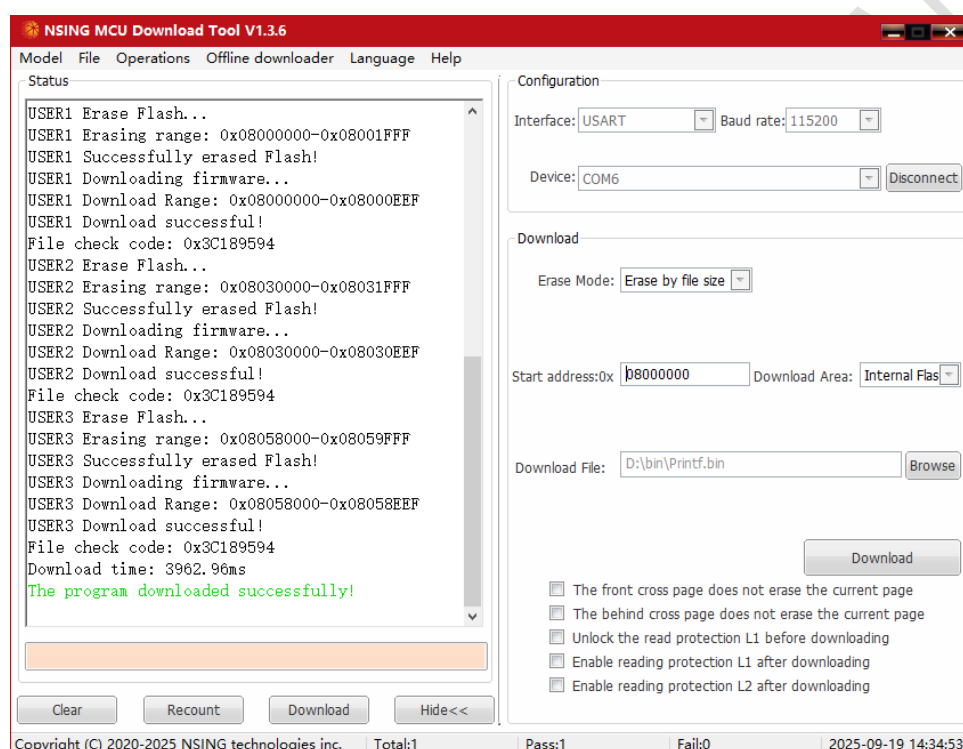 NSING MCU Download Tool V1.3.6
Model File Operations Offline downloader Language Help
Status
USER1 Erase Flash...
USER1 Erasing range: 0x08000000-0x08001FFF
USER1 Successfully erased Flash!
USER1 Downloading firmware...
USER1 Download Range: 0x08000000-0x08000EEF
USER1 Download successful!
File check code: 0x3C189594
USER2 Erase Flash...
USER2 Erasing range: 0x08030000-0x08031FFF
USER2 Successfully erased Flash!
USER2 Downloading firmware...
USER2 Download Range: 0x08030000-0x08030EEF
USER2 Download successful!
File check code: 0x3C189594
USER3 Erase Flash...
USER3 Erasing range: 0x08058000-0x08059FFF
USER3 Successfully erased Flash!
USER3 Downloading firmware...
USER3 Download Range: 0x08058000-0x08058EEF
USER3 Download successful!
File check code: 0x3C189594
Download time: 3962.96ms
The program downloaded successfully!
Clear Recount Download Hide<<
Configuration
Interface: USART Baud rate: 115200
Device: COM6 Disconnect
Download
Erase Mode: Erase by file size
Start address:0x 08000000 Download Area: Internal Flas
Download File: D:\bin\Printf.bin Browse
Download
The front cross page does not erase the current page
The behind cross page does not erase the current page
Unlock the read protection L1 before downloading
Enable reading protection L1 after downloading
Enable reading protection L2 after downloading
Copyright (C) 2020-2025 NSING technologies inc. Total:1 Pass:1 Fail:0 2025-09-19 14:34:53